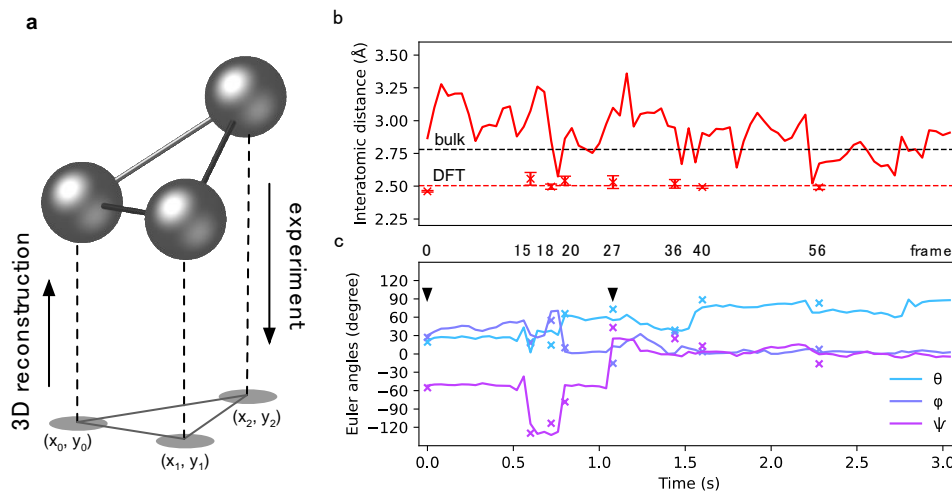 a
3D reconstruction
experiment
(x₀, y₀)
(x₁, y₁)
(x₂, y₂)
b
Interatomic distance (Å)
3.50
3.25
3.00
2.75
2.50
2.25
bulk
DFT
c
0 15 18 20 27 36 40 56 frame
Euler angles (degree)
120
90
60
30
0
−30
−60
−90
−120
θ
φ
ψ
0.0 0.5 1.0 1.5 2.0 2.5 3.0
Time (s)